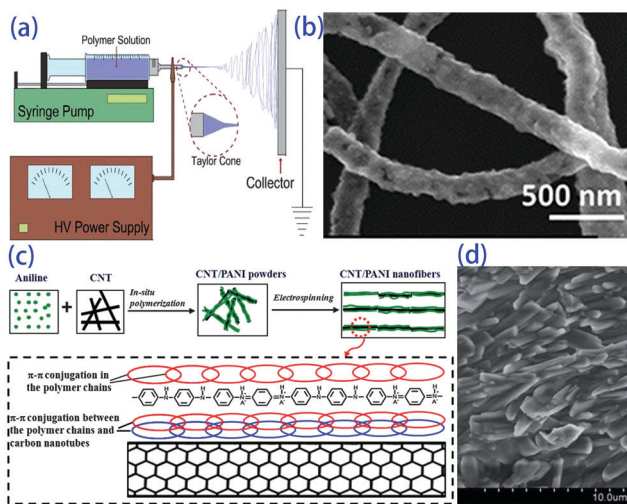 (a)
Polymer Solution
Syringe Pump
Taylor Cone
Collector
HV Power Supply
(b)
500 nm
(c)
Aniline
CNT
CNT/PANI powders
CNT/PANI nanofibers
+
In-situ
polymerization
Electrospinning
π-π conjugation in
the polymer chains
H H H H H H H H
N N N N N N N N
A⁻ A⁻ A⁻ A⁻
π-π conjugation between
the polymer chains and
carbon nanotubes
(d)
10.0um